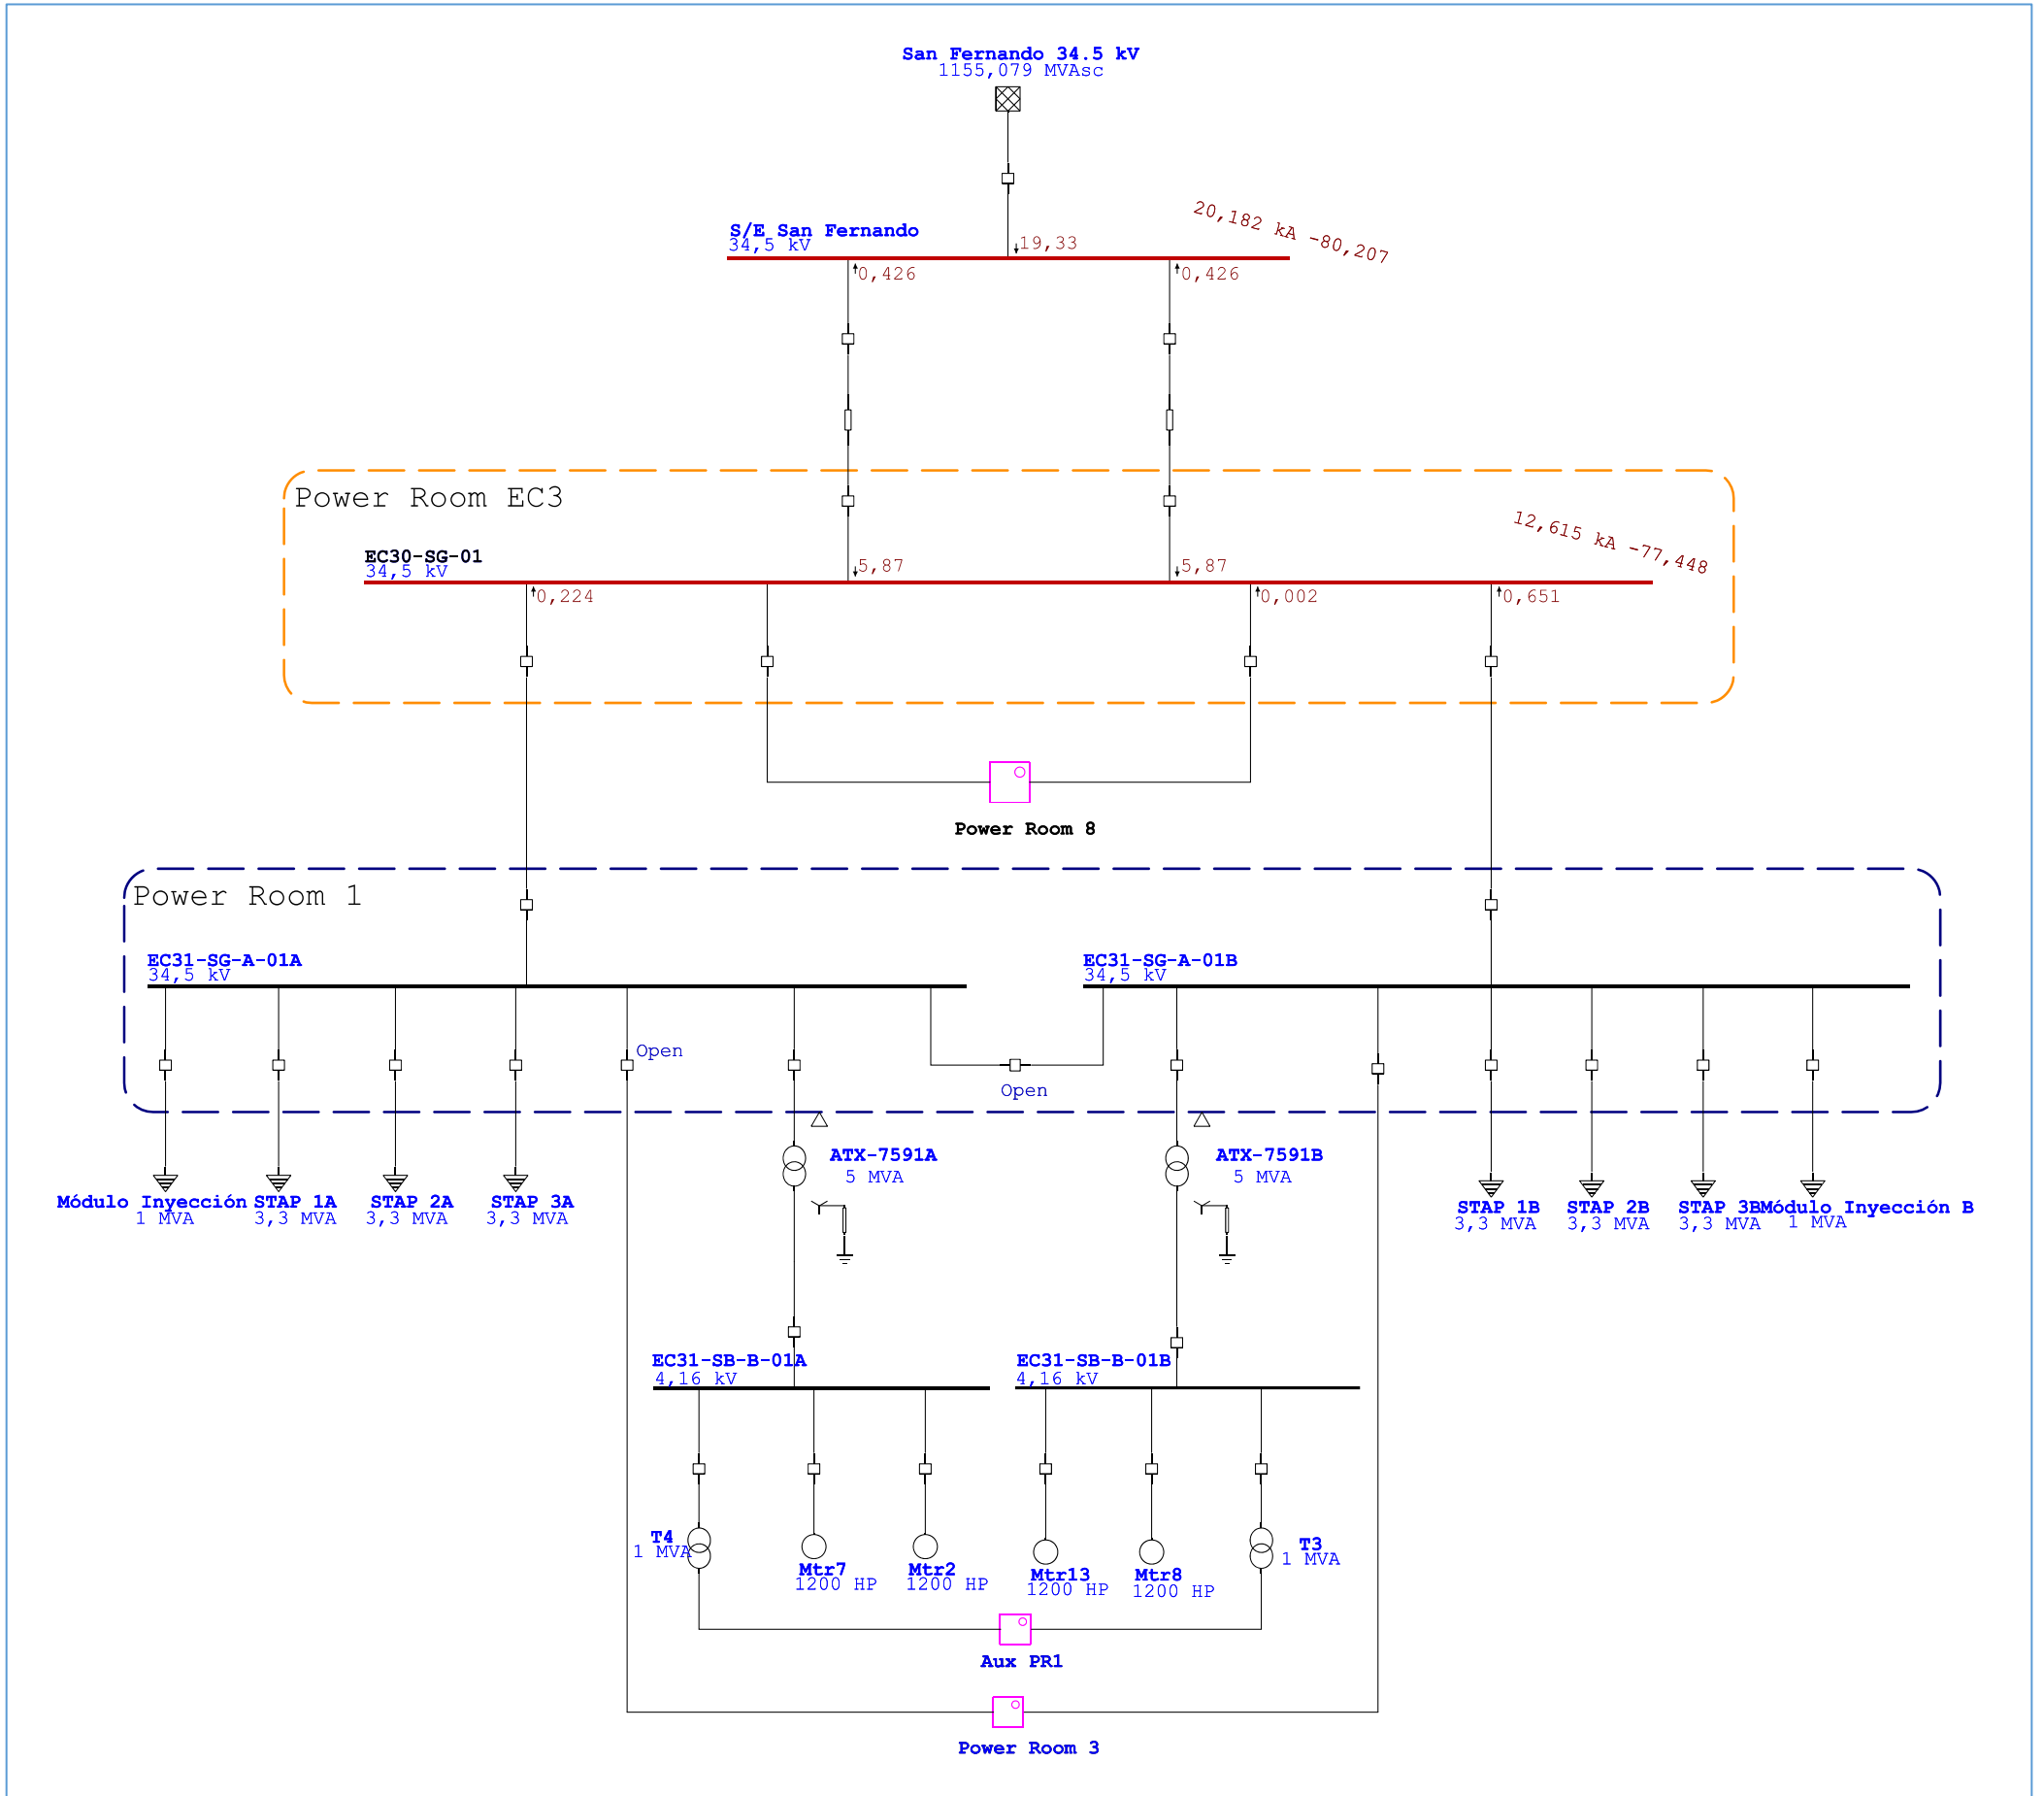 San Fernando 34.5 kV
1155,079 MVAsc
20,182 kA -80,207
S/E San Fernando
34,5 kV
19,33
0,426
0,426
Power Room EC3
12,615 kA -77,448
EC30-SG-01
34,5 kV
5,87
5,87
0,224
0,002
0,651
Power Room 8
Power Room 1
EC31-SG-A-01A
34,5 kV
EC31-SG-A-01B
34,5 kV
Open
Open
ATX-7591A
5 MVA
ATX-7591B
5 MVA
Módulo Inyección
1 MVA
STAP 1A
3,3 MVA
STAP 2A
3,3 MVA
STAP 3A
3,3 MVA
STAP 1B
3,3 MVA
STAP 2B
3,3 MVA
STAP 3B
3,3 MVA
Módulo Inyección B
1 MVA
EC31-SB-B-01A
4,16 kV
EC31-SB-B-01B
4,16 kV
T4
1 MVA
Mtr7
1200 HP
Mtr2
1200 HP
Mtr13
1200 HP
Mtr8
1200 HP
T3
1 MVA
Aux PR1
Power Room 3